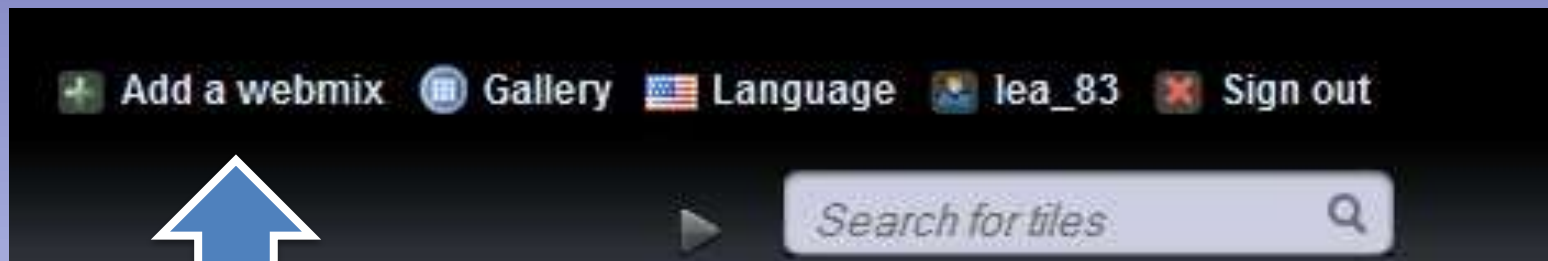 Add a webmix Gallery Language lea_83 Sign out
Search for tiles